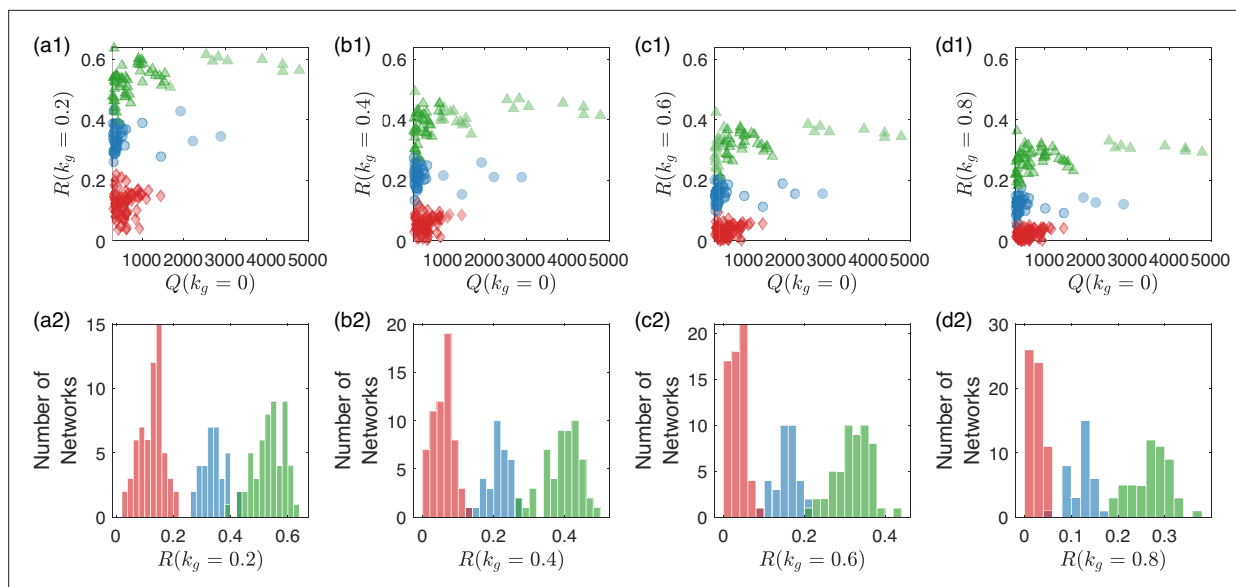 (a1)
0.6
0.4
0.2
0
R(k_g = 0.2)
1000 2000 3000 4000 5000
Q(k_g = 0)
(b1)
0.6
0.4
0.2
0
R(k_g = 0.4)
1000 2000 3000 4000 5000
Q(k_g = 0)
(c1)
0.6
0.4
0.2
0
R(k_g = 0.6)
1000 2000 3000 4000 5000
Q(k_g = 0)
(d1)
0.6
0.4
0.2
0
R(k_g = 0.8)
1000 2000 3000 4000 5000
Q(k_g = 0)
(a2)
15
10
5
0
Number of
Networks
0 0.2 0.4 0.6
R(k_g = 0.2)
(b2)
20
15
10
5
0
Number of
Networks
0 0.2 0.4
R(k_g = 0.4)
(c2)
20
15
10
5
0
Number of
Networks
0 0.2 0.4
R(k_g = 0.6)
(d2)
30
20
10
0
Number of
Networks
0 0.1 0.2 0.3
R(k_g = 0.8)